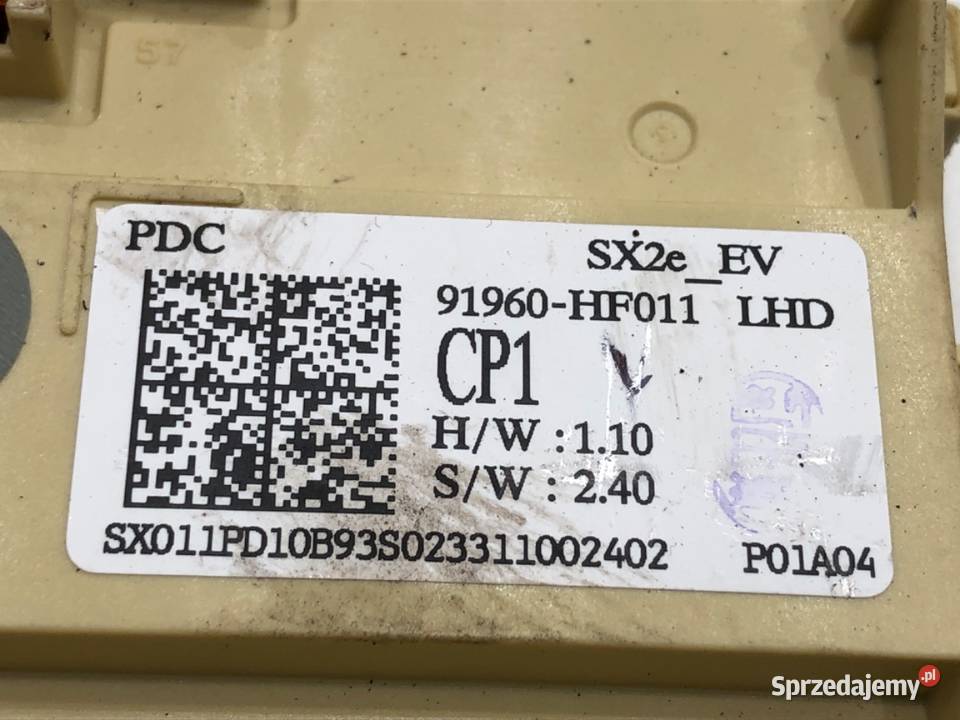 57
PDC
SX2e_EV
91960-HF011 LHD
CP1
H/W : 1.10
S/W : 2.40
SX011PD10B93S023311002402
P01A04
Sprzedajemy.pl